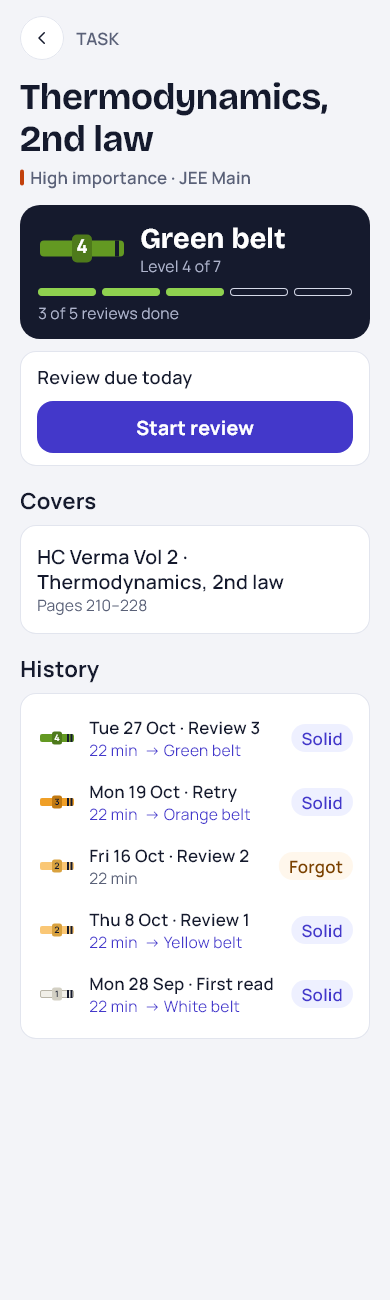 TASK
Thermodynamics,
2nd law
High importance · JEE Main
4
Green belt
Level 4 of 7
3 of 5 reviews done
Review due today
Start review
Covers
HC Verma Vol 2 ·
Thermodynamics, 2nd law
Pages 210–228
History
4
Tue 27 Oct · Review 3
22 min → Green belt
Solid
3
Mon 19 Oct · Retry
22 min → Orange belt
Solid
2
Fri 16 Oct · Review 2
22 min
Forgot
2
Thu 8 Oct · Review 1
22 min → Yellow belt
Solid
1
Mon 28 Sep · First read
22 min → White belt
Solid